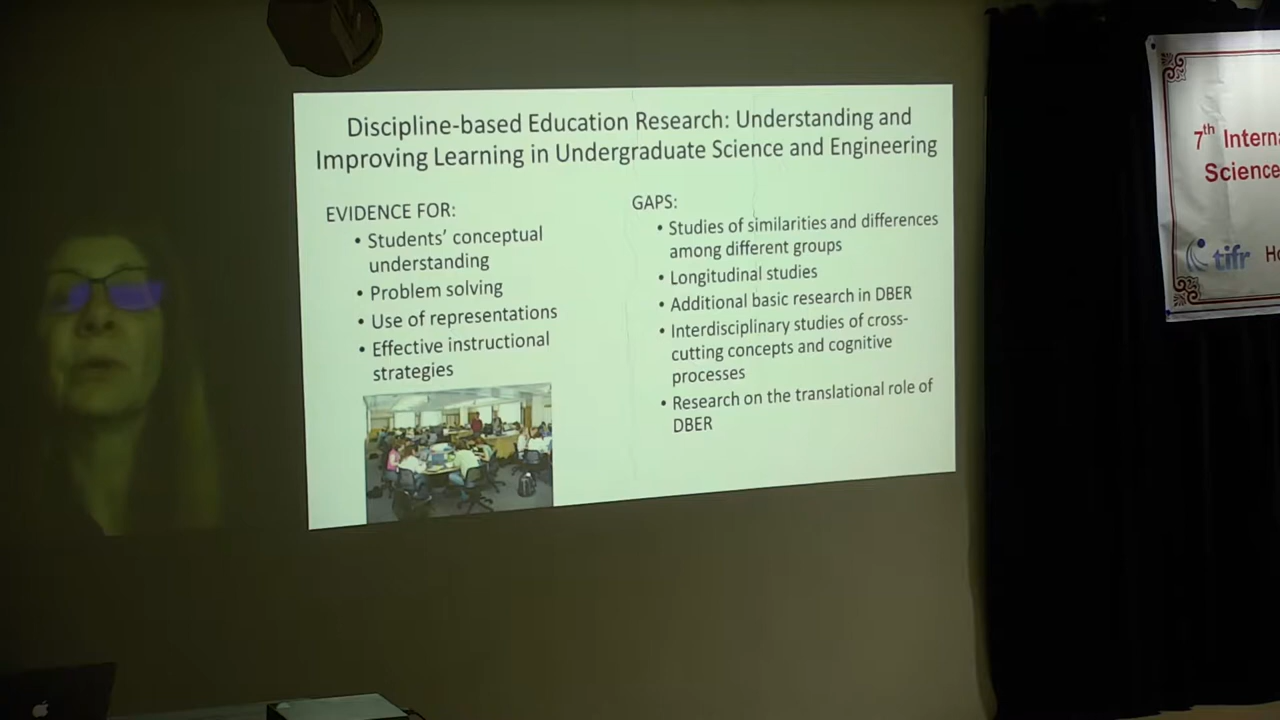 Discipline-based Education Research: Understanding and
Improving Learning in Undergraduate Science and Engineering
EVIDENCE FOR:
• Students' conceptual
understanding
• Problem solving
• Use of representations
• Effective instructional
strategies
GAPS:
• Studies of similarities and differences
among different groups
• Longitudinal studies
• Additional basic research in DBER
• Interdisciplinary studies of cross-
cutting concepts and cognitive
processes
• Research on the translational role of
DBER
7th Interna
Science
tifr Ho